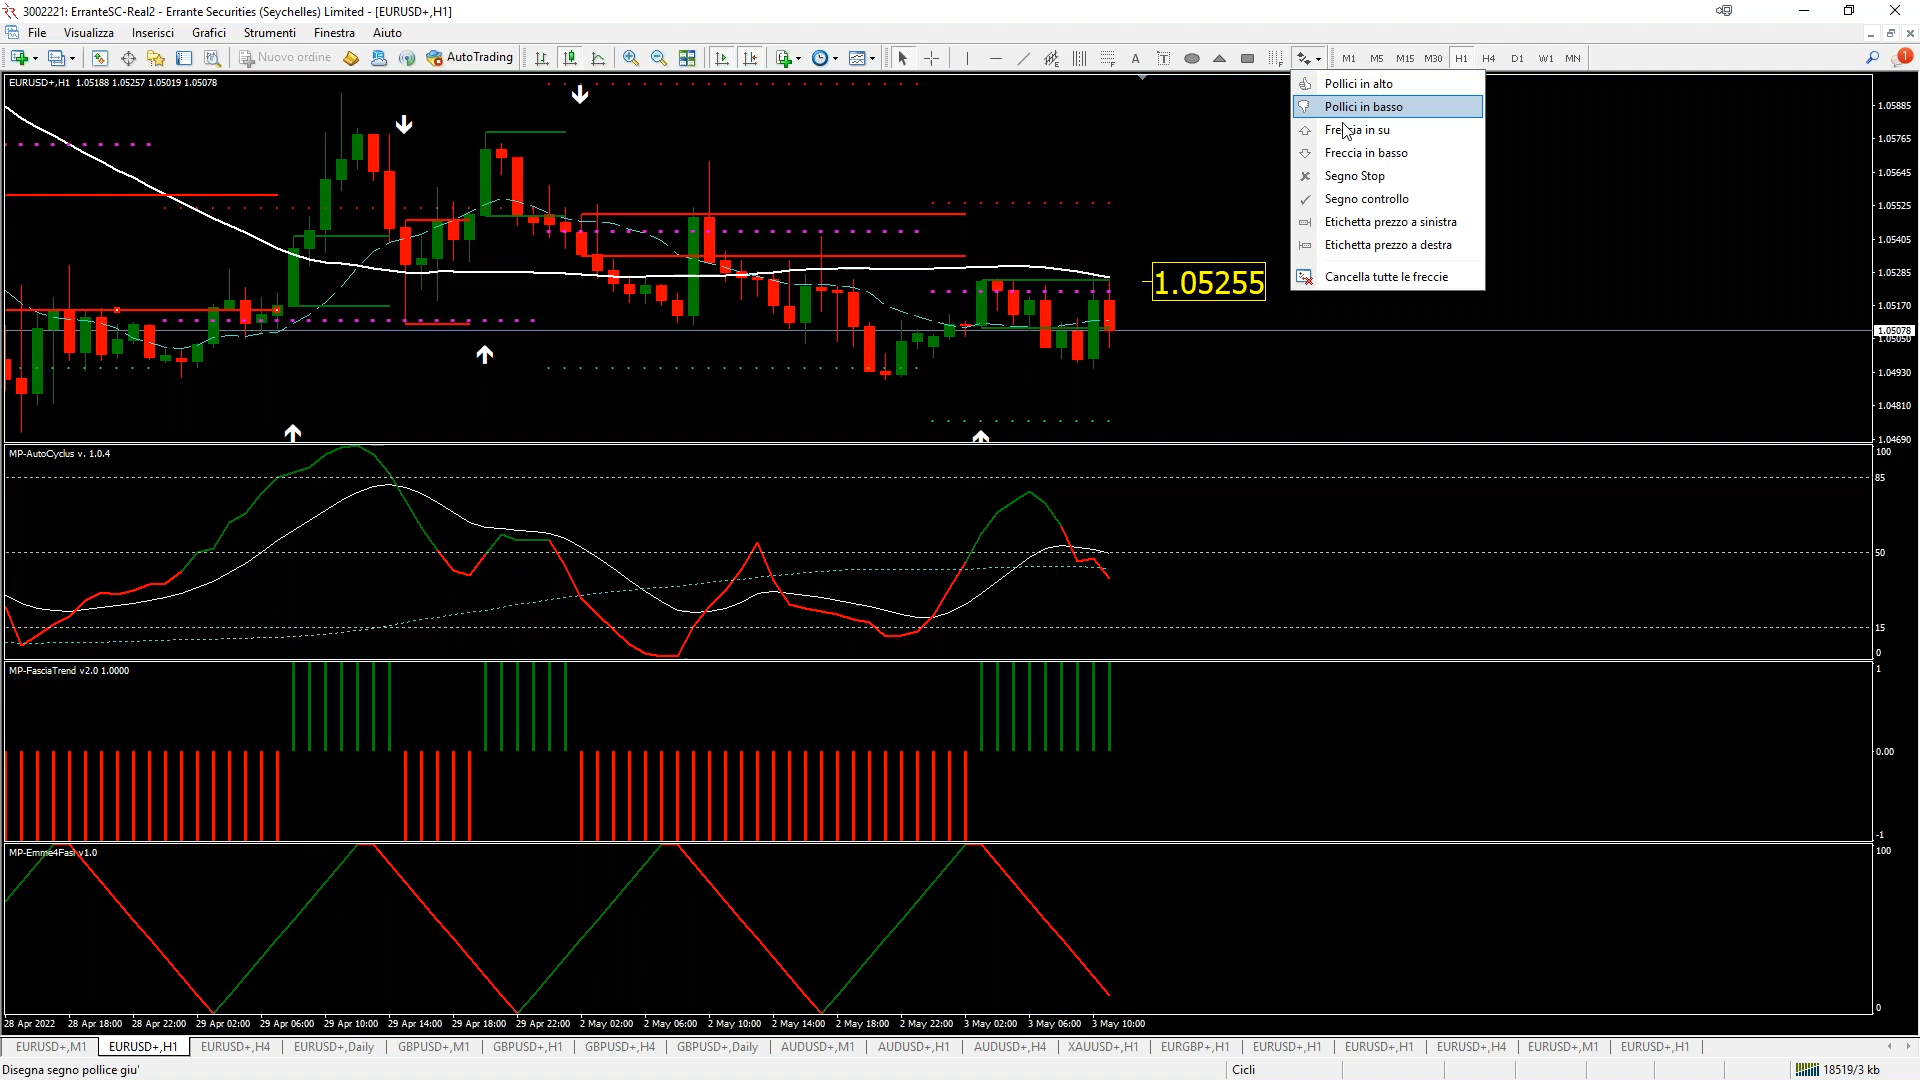 3002221: ErranteSC-Real2 - Errante Securities (Seychelles) Limited - [EURUSD+,H1]
File Visualizza Inserisci Grafici Strumenti Finestra Aiuto
Nuovo ordine AutoTrading A T M1 M5 M15 M30 H1 H4 D1 W1 MN 1
EURUSD+,H1 1.05188 1.05257 1.05019 1.05078
Pollici in alto
Pollici in basso
Freccia in su
Freccia in basso
Segno Stop
Segno controllo
Etichetta prezzo a sinistra
Etichetta prezzo a destra
Cancella tutte le freccie
1.05255
1.05885
1.05765
1.05645
1.05525
1.05405
1.05285
1.05170
1.05078
1.05050
1.04930
1.04810
1.04690
MP-AutoCyclus v. 1.0.4
100
85
50
15
0
MP-FasciaTrend v2.0 1.0000
1
0.00
-1
MP-Emme4Fasi v1.0
100
0
28 Apr 2022 28 Apr 18:00 28 Apr 22:00 29 Apr 02:00 29 Apr 06:00 29 Apr 10:00 29 Apr 14:00 29 Apr 18:00 29 Apr 22:00 2 May 02:00 2 May 06:00 2 May 10:00 2 May 14:00 2 May 18:00 2 May 22:00 3 May 02:00 3 May 06:00 3 May 10:00
EURUSD+,M1 EURUSD+,H1 EURUSD+,H4 EURUSD+,Daily GBPUSD+,M1 GBPUSD+,H1 GBPUSD+,H4 GBPUSD+,Daily AUDUSD+,M1 AUDUSD+,H1 AUDUSD+,H4 XAUUSD+,H1 EURGBP+,H1 EURUSD+,H1 EURUSD+,H1 EURUSD+,H4 EURUSD+,M1 EURUSD+,H1
Disegna segno pollice giu' Cicli 18519/3 kb